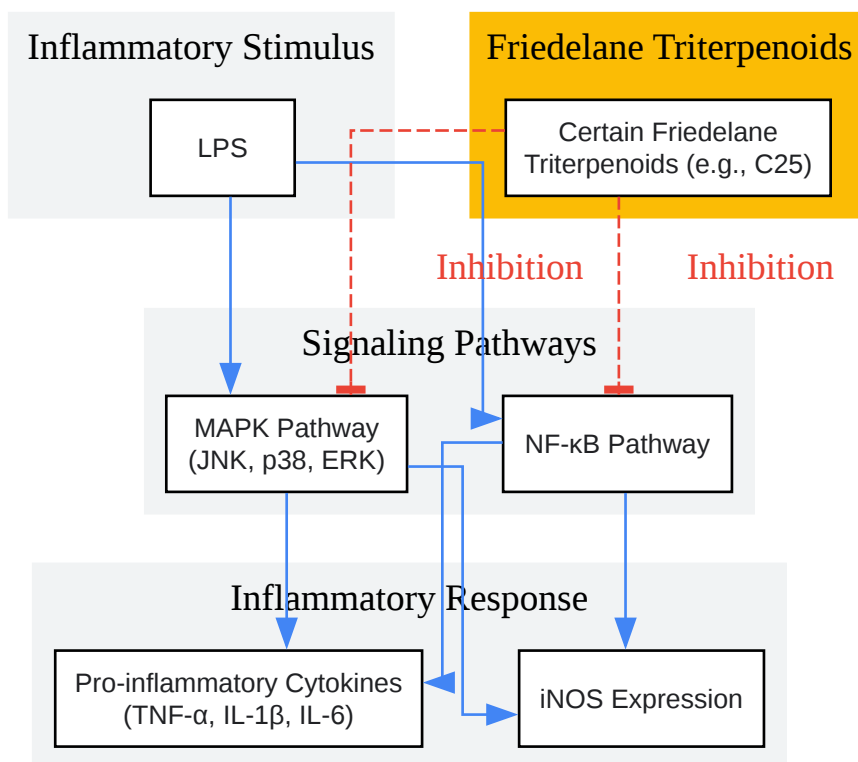 Inflammatory Stimulus
Friedelane Triterpenoids
LPS
Certain Friedelane
Triterpenoids (e.g., C25)
Inhibition
Inhibition
Signaling Pathways
MAPK Pathway
(JNK, p38, ERK)
NF-κB Pathway
Inflammatory Response
Pro-inflammatory Cytokines
(TNF-α, IL-1β, IL-6)
iNOS Expression